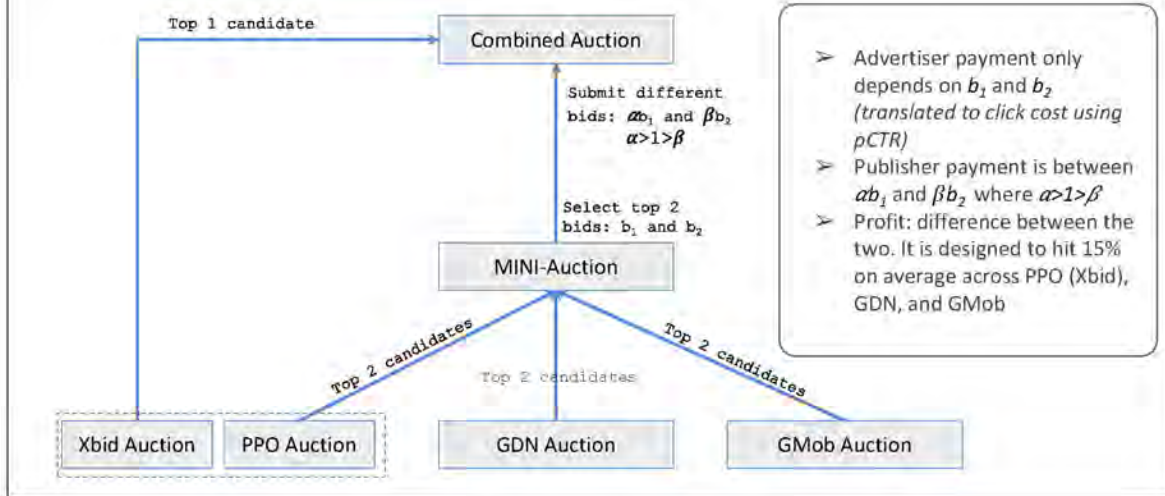 Top 1 candidate
Combined Auction
Submit different
bids: αb₁ and βb₂
α>1>β
Select top 2
bids: b₁ and b₂
MINI-Auction
Top 2 candidates
Top 2 candidates
Top 2 candidates
Xbid Auction
PPO Auction
GDN Auction
GMob Auction
➢ Advertiser payment only
depends on b₁ and b₂
(translated to click cost using
pCTR)
➢ Publisher payment is between
αb₁ and βb₂ where α>1>β
➢ Profit: difference between the
two. It is designed to hit 15%
on average across PPO (Xbid),
GDN, and GMob